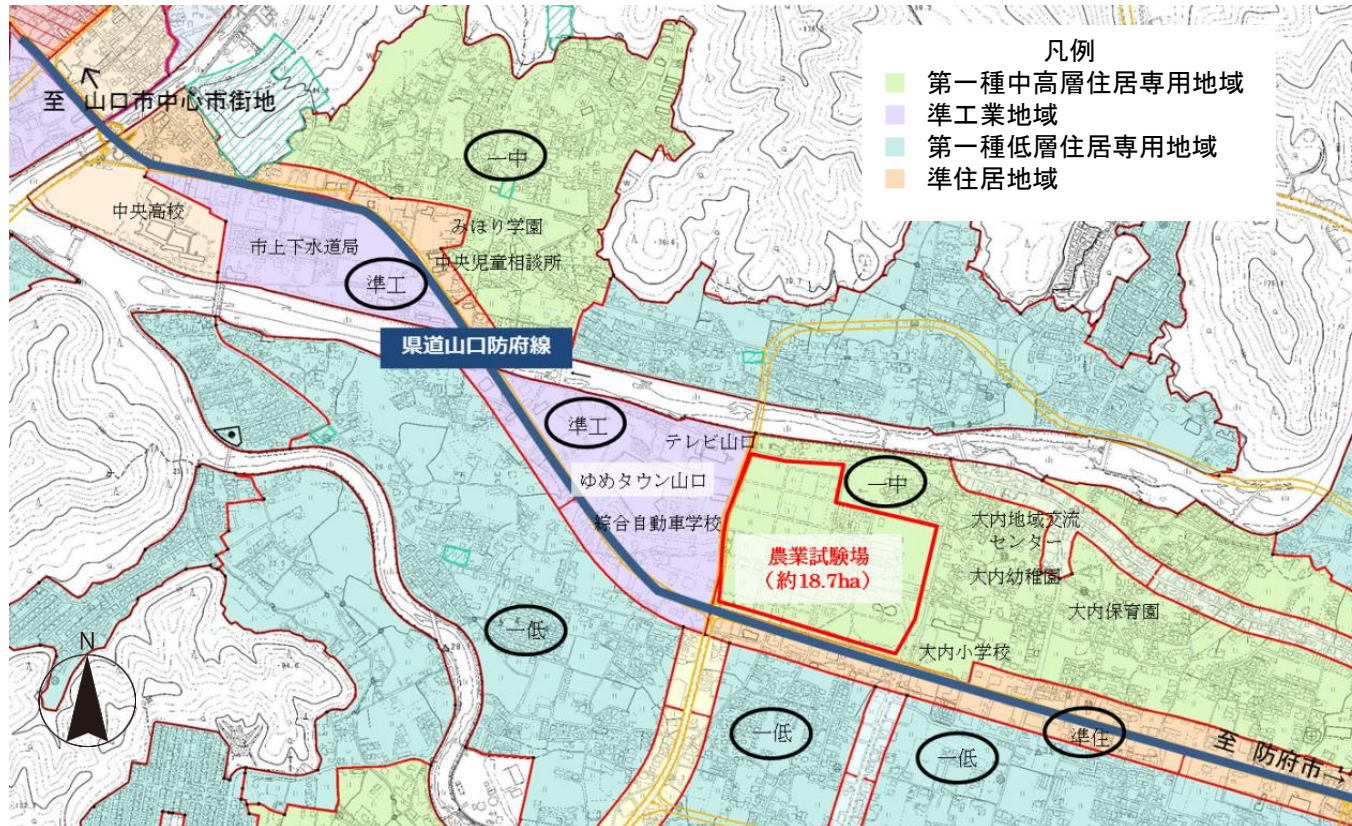 凡例
第一種中高層住居専用地域
準工業地域
第一種低層住居専用地域
準住居地域
至 山口市中心市街地
一中
中央高校
みほり学園
市上下水道局
中央児童相談所
準工
県道山口防府線
準工
テレビ山口
ゆめタウン山口
一中
綜合自動車学校
大内地域交流
センター
農業試験場
（約18.7ha）
大内幼稚園
大内保育園
一低
大内小学校
N
一低
一低
準住
至 防府市